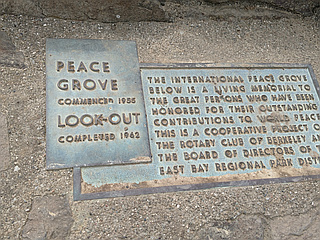 PEACE
GROVE
COMMENCED 1955
LOOK-OUT
COMPLETED 1962
THE INTERNATIONAL PEACE GROVE
BELOW IS A LIVING MEMORIAL TO
THE GREAT PERSONS WHO HAVE BEEN
HONORED FOR THEIR OUTSTANDING
CONTRIBUTIONS TO WORLD PEACE
THIS IS A COOPERATIVE PROJECT OF
THE ROTARY CLUB OF BERKELEY AN
THE BOARD OF DIRECTORS OF T
EAST BAY REGIONAL PARK DIST